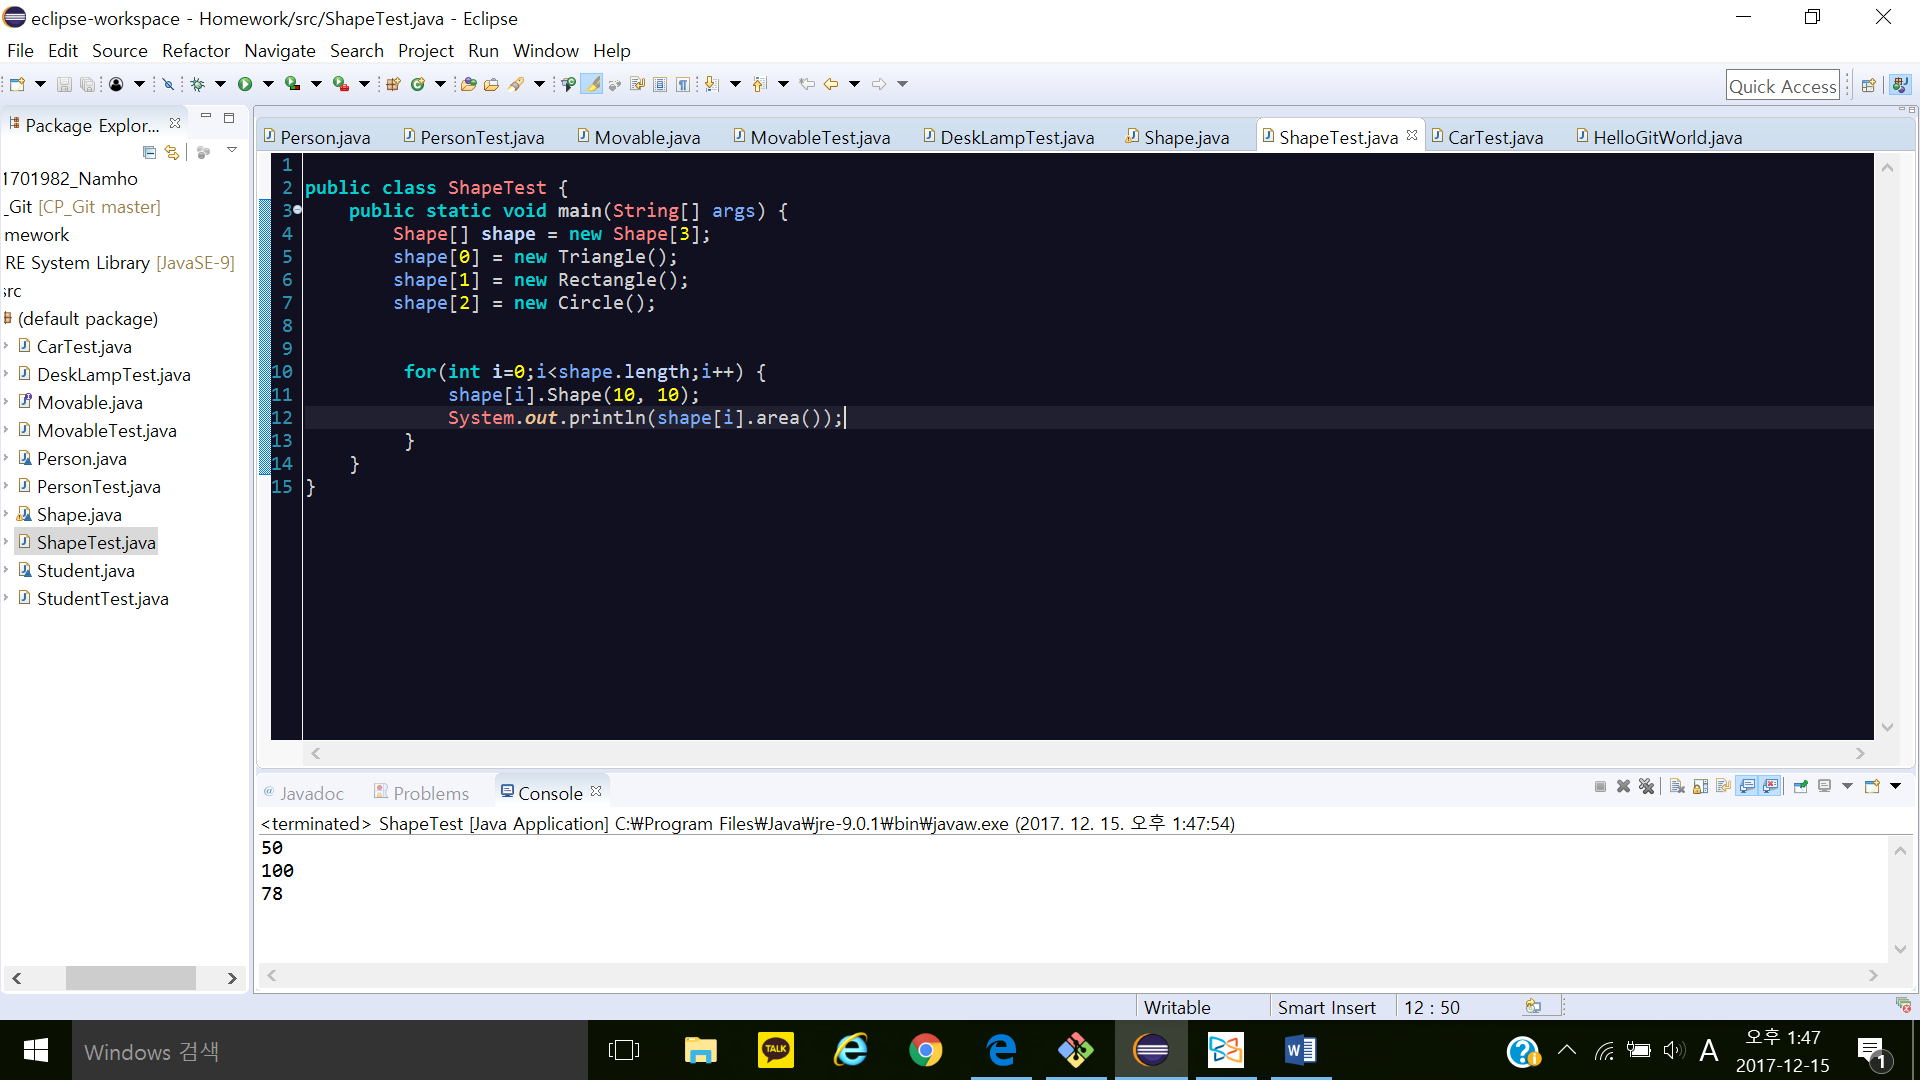 eclipse-workspace - Homework/src/ShapeTest.java - Eclipse
File Edit Source Refactor Navigate Search Project Run Window Help
Quick Access
Package Explor...
1701982_Namho
_Git [CP_Git master]
mework
RE System Library [JavaSE-9]
src
(default package)
CarTest.java
DeskLampTest.java
Movable.java
MovableTest.java
Person.java
PersonTest.java
Shape.java
ShapeTest.java
Student.java
StudentTest.java
Person.java PersonTest.java Movable.java MovableTest.java DeskLampTest.java Shape.java ShapeTest.java CarTest.java HelloGitWorld.java
1
2 public class ShapeTest {
3 public static void main(String[] args) {
4 Shape[] shape = new Shape[3];
5 shape[0] = new Triangle();
6 shape[1] = new Rectangle();
7 shape[2] = new Circle();
8
9
10 for(int i=0;i<shape.length;i++) {
11 shape[i].Shape(10, 10);
12 System.out.println(shape[i].area());
13 }
14 }
15 }
Javadoc Problems Console
<terminated> ShapeTest [Java Application] C:₩Program Files₩Java₩jre-9.0.1₩bin₩javaw.exe (2017. 12. 15. 오후 1:47:54)
50
100
78
Writable Smart Insert 12 : 50
Windows 검색
TALK
A
오후 1:47
2017-12-15
1